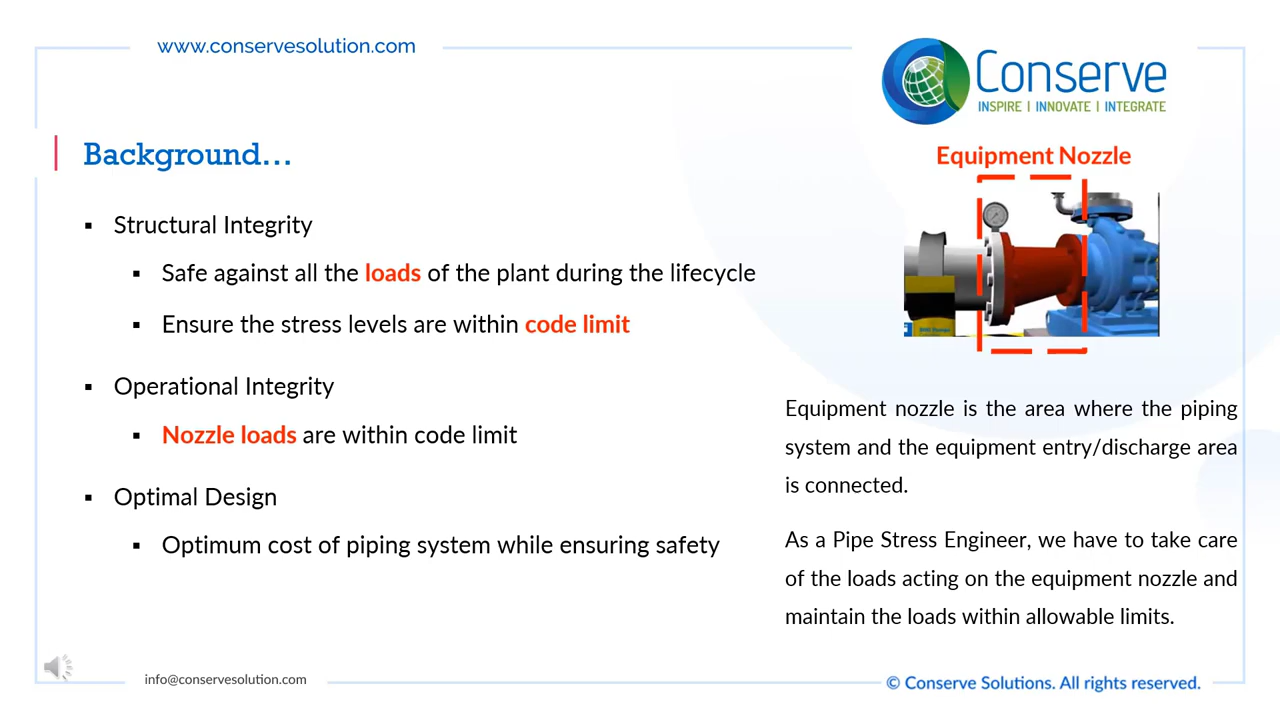 www.conservesolution.com
Conserve
INSPIRE | INNOVATE | INTEGRATE
Background...
▪ Structural Integrity
▪ Safe against all the loads of the plant during the lifecycle
▪ Ensure the stress levels are within code limit
▪ Operational Integrity
▪ Nozzle loads are within code limit
▪ Optimal Design
▪ Optimum cost of piping system while ensuring safety
Equipment Nozzle
Equipment nozzle is the area where the piping
system and the equipment entry/discharge area
is connected.
As a Pipe Stress Engineer, we have to take care
of the loads acting on the equipment nozzle and
maintain the loads within allowable limits.
info@conservesolution.com
© Conserve Solutions. All rights reserved.